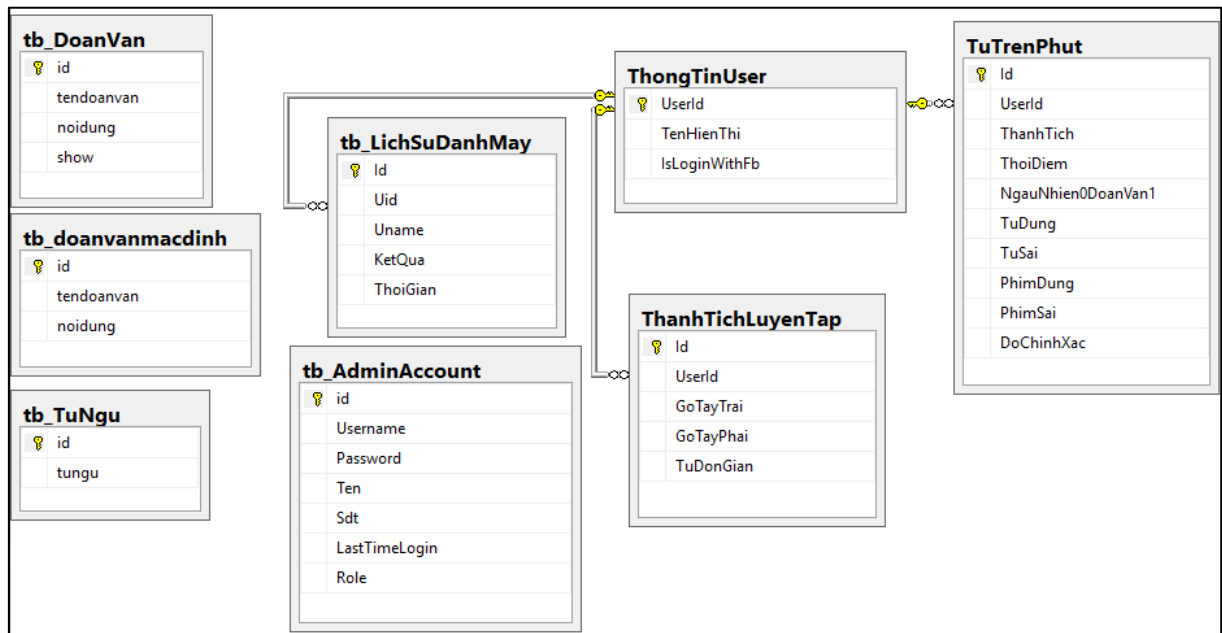 tb_DoanVan
id
tendoanvan
noidung
show
tb_doanvanmacdinh
id
tendoanvan
noidung
tb_TuNgu
id
tungu
tb_LichSuDanhMay
Id
Uid
Uname
KetQua
ThoiGian
tb_AdminAccount
id
Username
Password
Ten
Sdt
LastTimeLogin
Role
ThongTinUser
UserId
TenHienThi
IsLoginWithFb
ThanhTichLuyenTap
Id
UserId
GoTayTrai
GoTayPhai
TuDonGian
TuTrenPhut
Id
UserId
ThanhTich
ThoiDiem
NgauNhien0DoanVan1
TuDung
TuSai
PhimDung
PhimSai
DoChinhXac